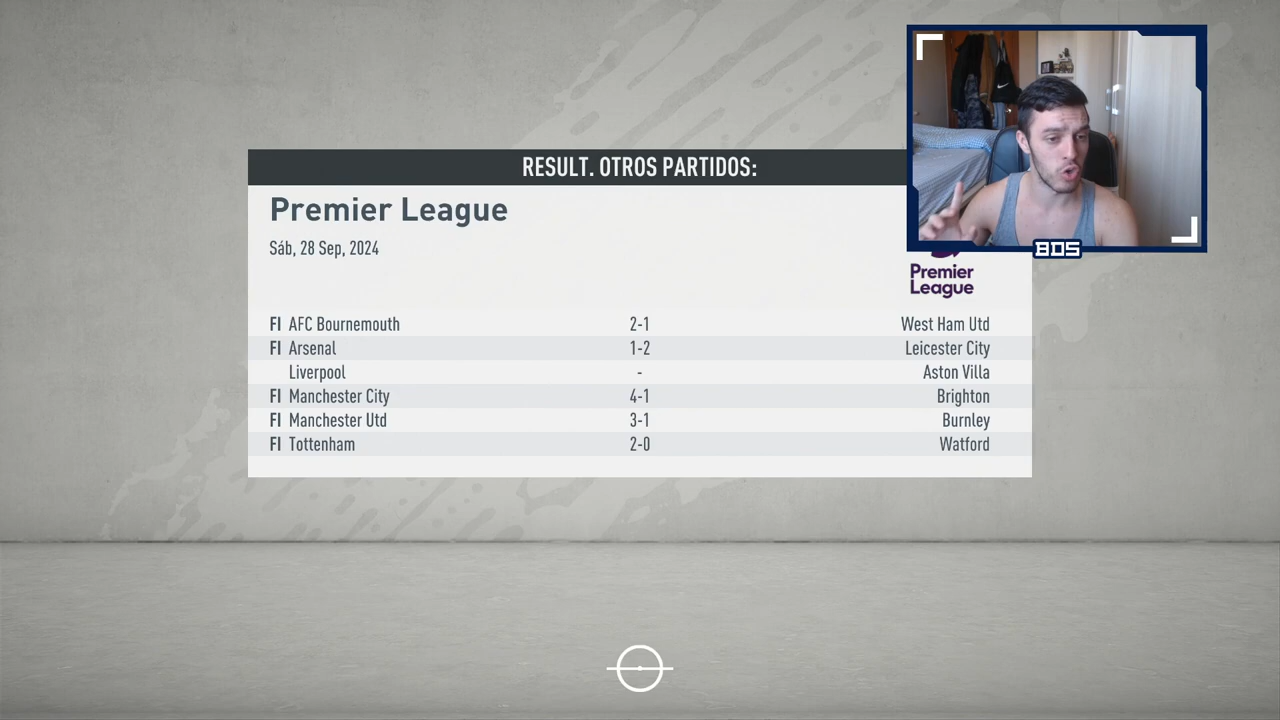 RESULT. OTROS PARTIDOS:
Premier League
Sáb, 28 Sep, 2024
BDS
Premier
League
FI AFC Bournemouth 2-1 West Ham Utd
FI Arsenal 1-2 Leicester City
Liverpool - Aston Villa
FI Manchester City 4-1 Brighton
FI Manchester Utd 3-1 Burnley
FI Tottenham 2-0 Watford